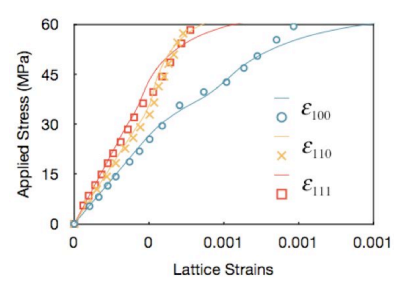 60
45
30
15
0
Applied Stress (MPa)
ε100
ε110
ε111
0 0 0.001 0.001 0.001
Lattice Strains